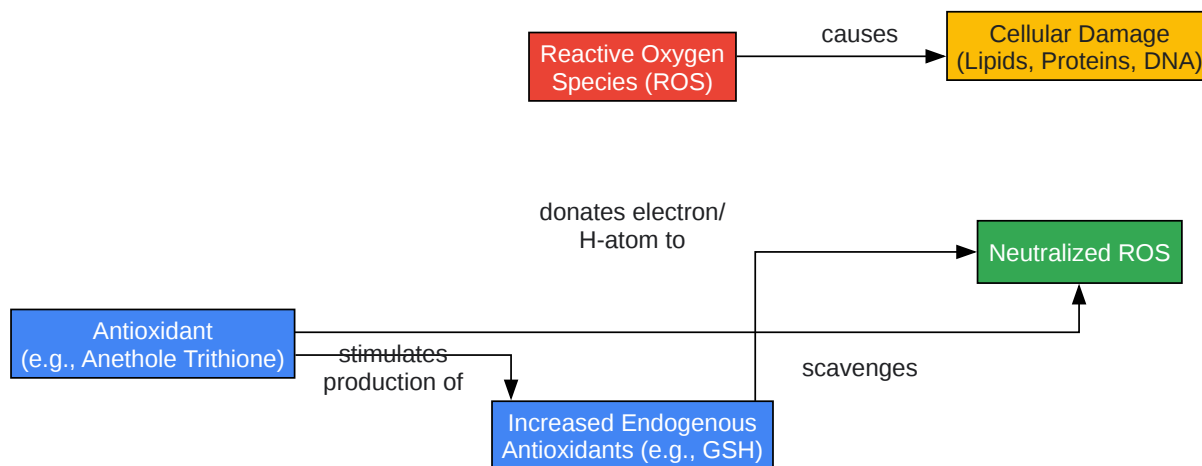 causes
Reactive Oxygen
Species (ROS)
Cellular Damage
(Lipids, Proteins, DNA)
donates electron/
H-atom to
Neutralized ROS
Antioxidant
(e.g., Anethole Trithione)
stimulates
production of
scavenges
Increased Endogenous
Antioxidants (e.g., GSH)